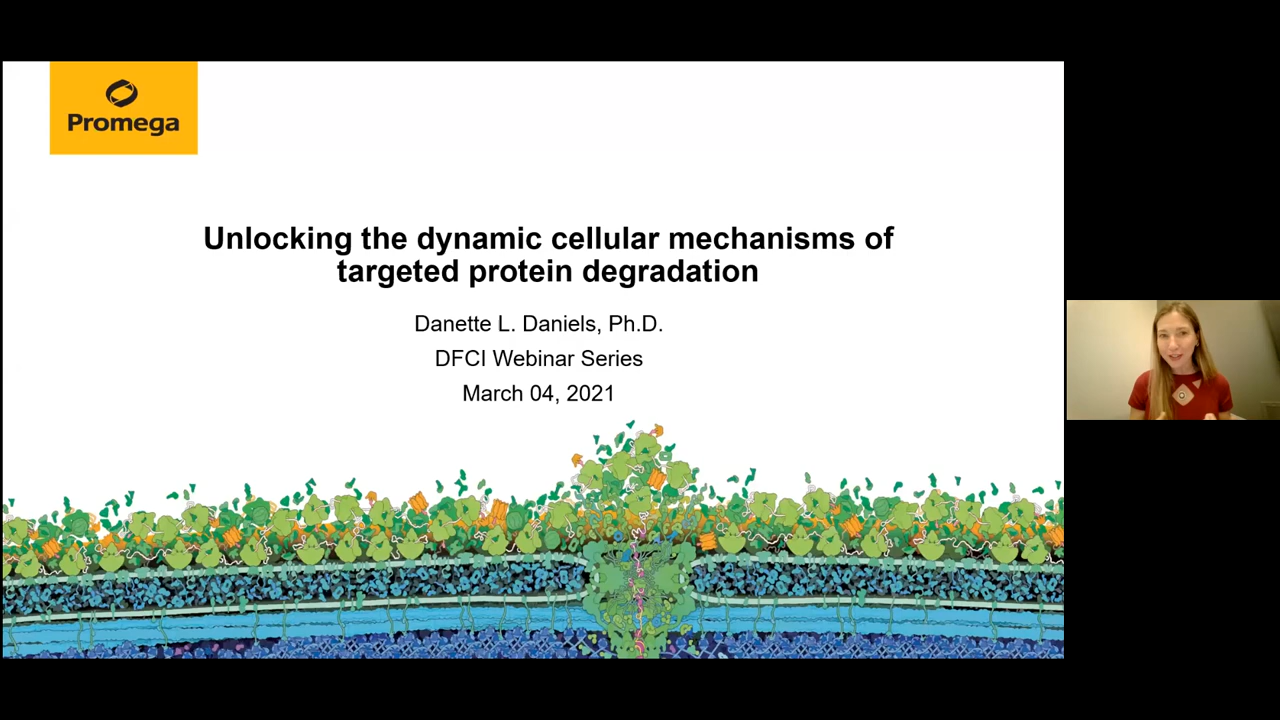 Promega
Unlocking the dynamic cellular mechanisms of
targeted protein degradation
Danette L. Daniels, Ph.D.
DFCI Webinar Series
March 04, 2021